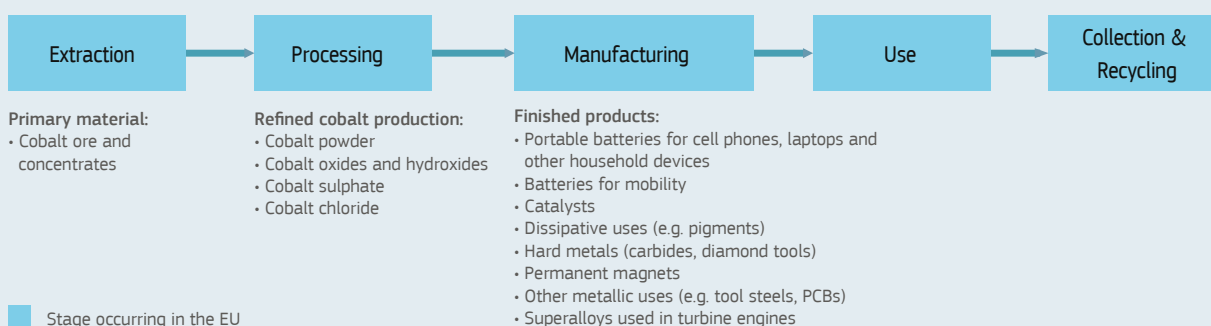 Extraction
Processing
Manufacturing
Use
Collection &
Recycling
Primary material:
• Cobalt ore and
concentrates
Refined cobalt production:
• Cobalt powder
• Cobalt oxides and hydroxides
• Cobalt sulphate
• Cobalt chloride
Finished products:
• Portable batteries for cell phones, laptops and
other household devices
• Batteries for mobility
• Catalysts
• Dissipative uses (e.g. pigments)
• Hard metals (carbides, diamond tools)
• Permanent magnets
• Other metallic uses (e.g. tool steels, PCBs)
• Superalloys used in turbine engines
Stage occurring in the EU